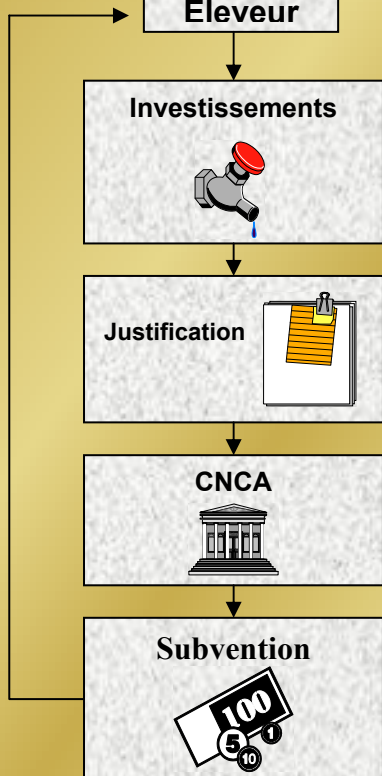 Eleveur
Investissements
Justification
CNCA
Subvention
100
5
1
10